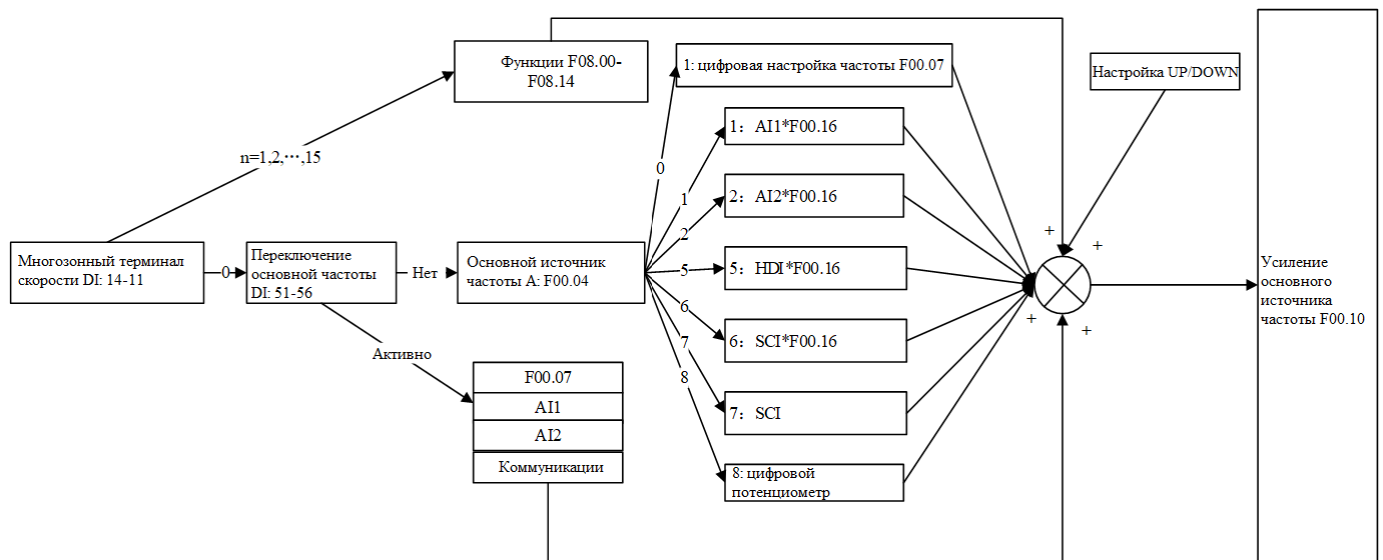 Функции F08.00-
F08.14
1: цифровая настройка частоты F00.07
Настройка UP/DOWN
1: AI1*F00.16
n=1,2,⋯,15
0
1
2: AI2*F00.16
2
+
+
Многозонный терминал
скорости DI: 14-11
0
Переключение
основной частоты
DI: 51-56
Нет
Основной источник
частоты A: F00.04
5
5: HDI*F00.16
Усиление
основного
источника
частоты F00.10
6
+
+
6: SCI*F00.16
7
Активно
8
F00.07
AI1
7: SCI
AI2
Коммуникации
8: цифровой
потенциометр